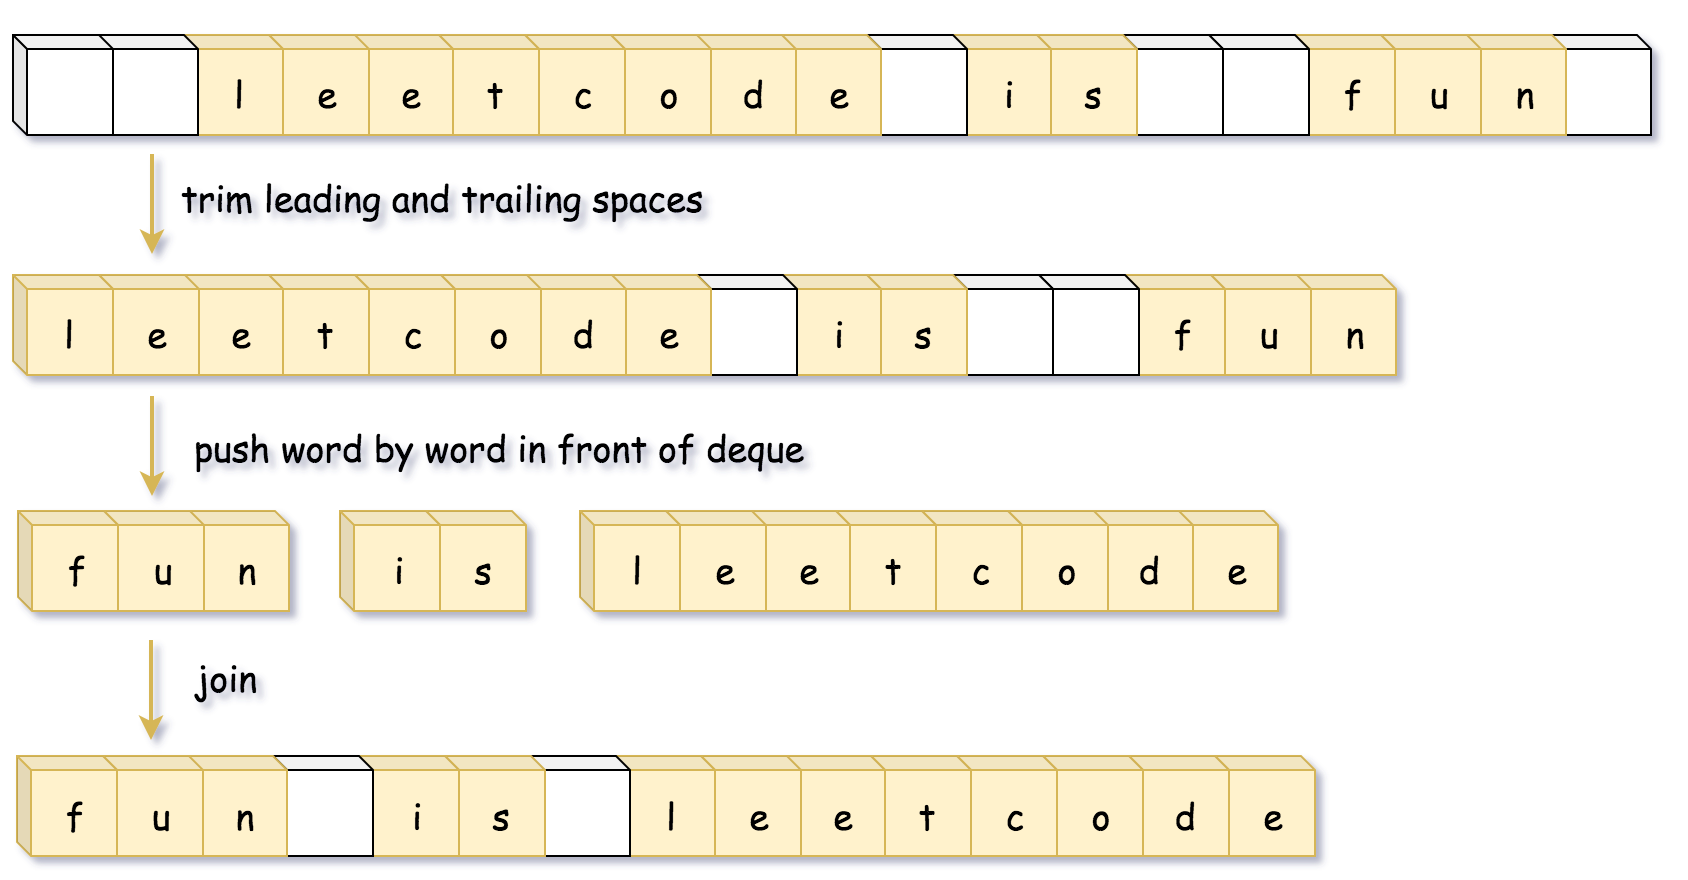 l e e t c o d e i s f u n
trim leading and trailing spaces
l e e t c o d e i s f u n
push word by word in front of deque
f u n i s l e e t c o d e
join
f u n i s l e e t c o d e